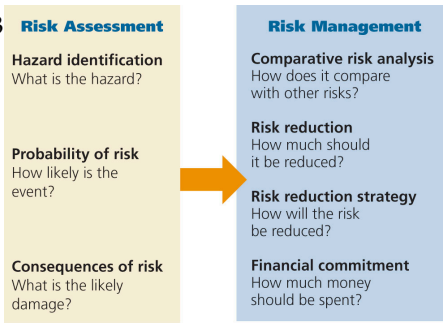 Risk Assessment
Hazard identification
What is the hazard?
Probability of risk
How likely is the
event?
Consequences of risk
What is the likely
damage?
Risk Management
Comparative risk analysis
How does it compare
with other risks?
Risk reduction
How much should
it be reduced?
Risk reduction strategy
How will the risk
be reduced?
Financial commitment
How much money
should be spent?